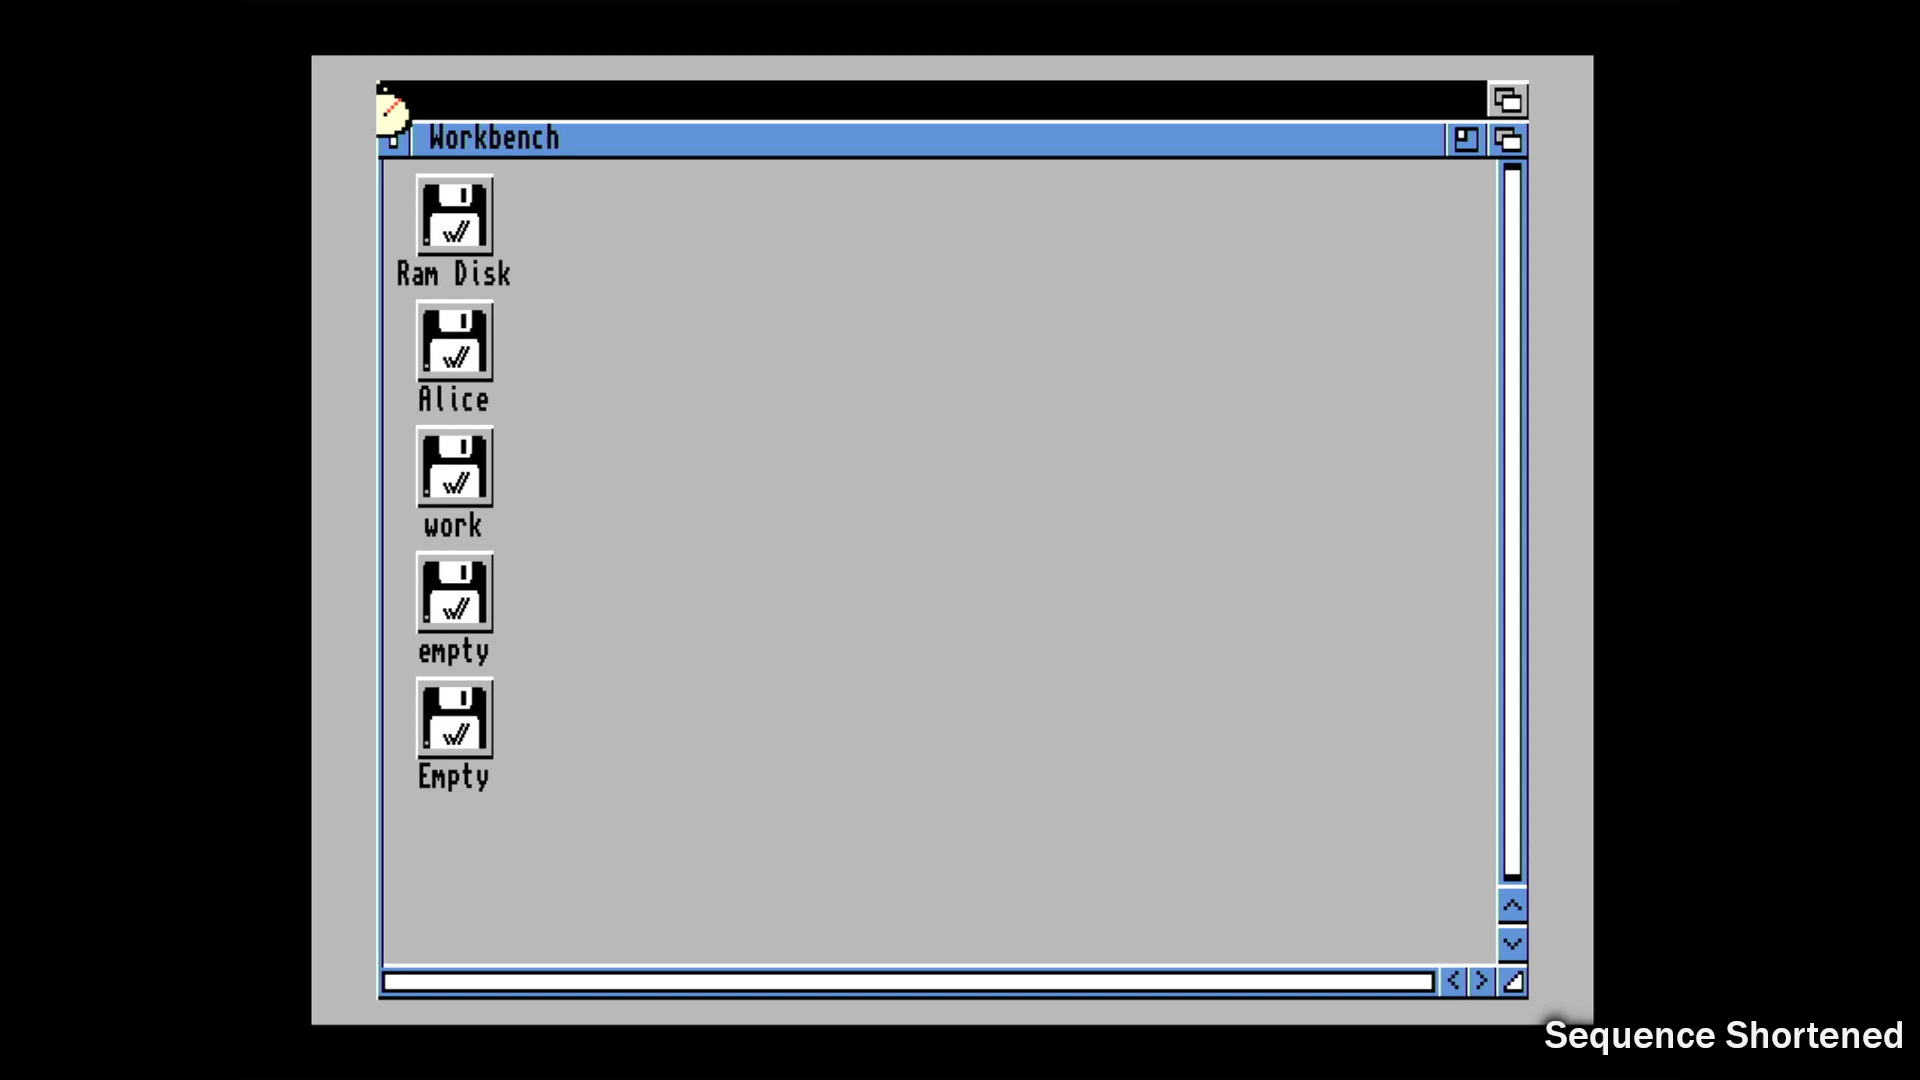 Workbench
Ram Disk
Alice
work
empty
Empty
Sequence Shortened